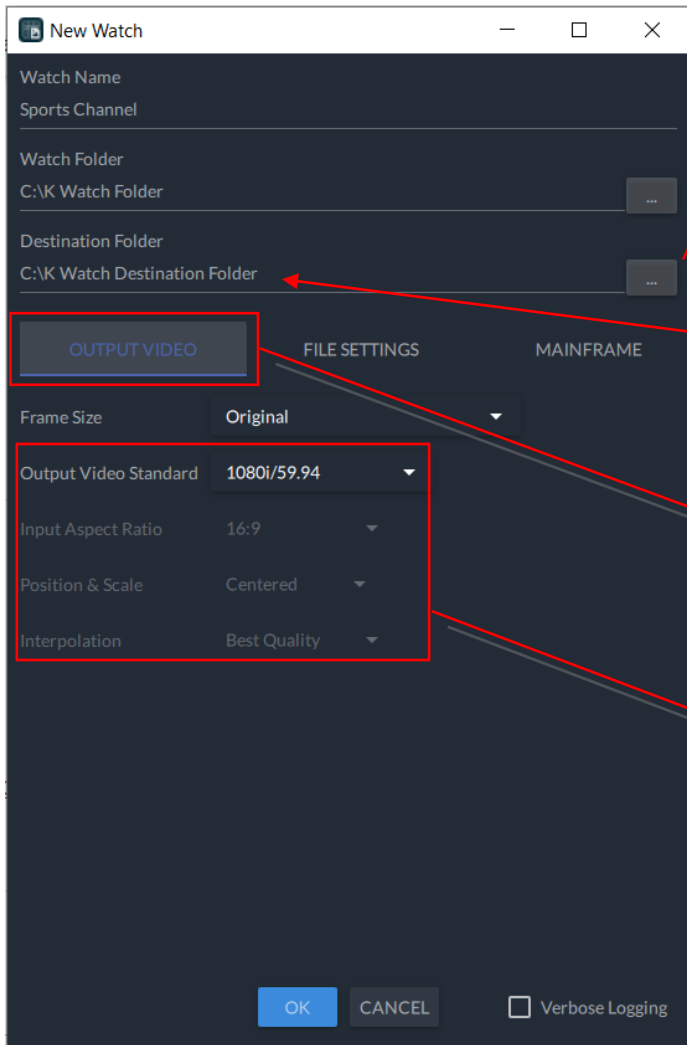 New Watch
Watch Name
Sports Channel
Watch Folder
C:\K Watch Folder
...
Destination Folder
C:\K Watch Destination Folder
...
OUTPUT VIDEO FILE SETTINGS MAINFRAME
Frame Size Original
Output Video Standard 1080i/59.94
Input Aspect Ratio 16:9
Position & Scale Centered
Interpolation Best Quality
OK CANCEL Verbose Logging